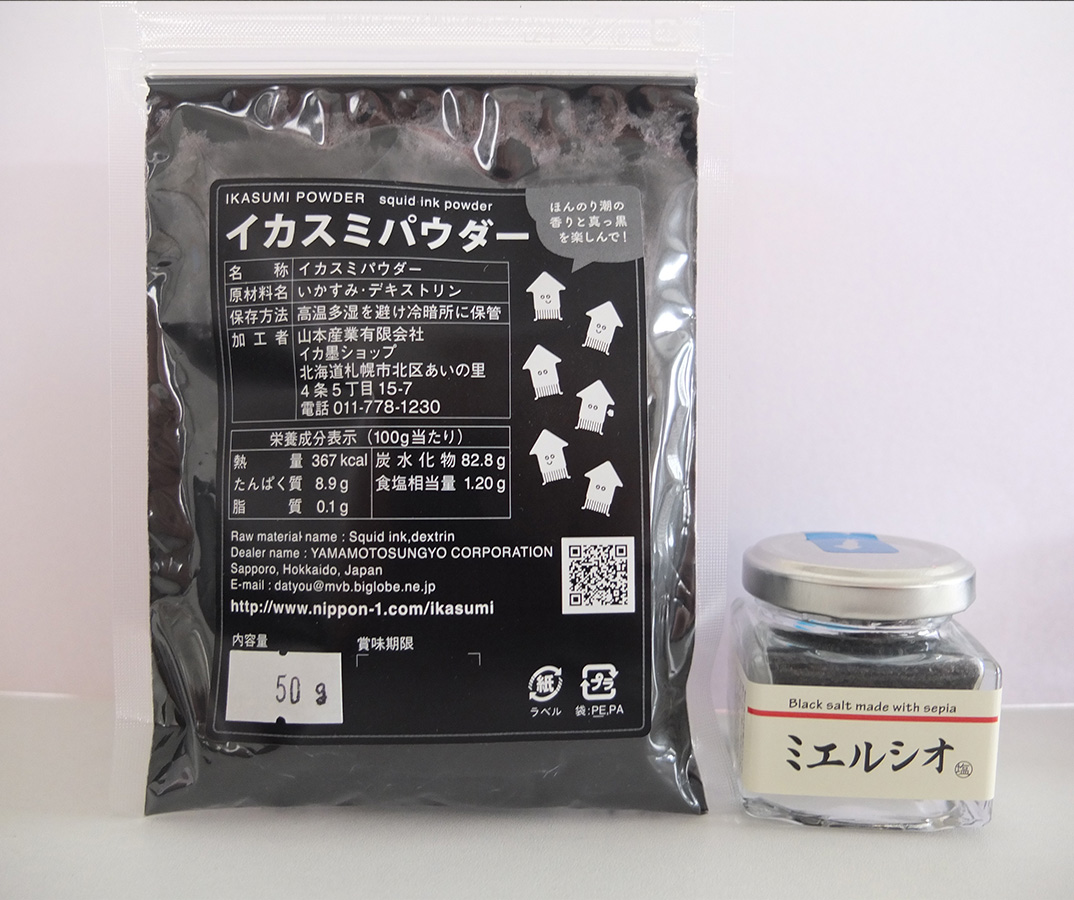 IKASUMI POWDER squid ink powder
イカスミパウダー
ほんのり潮の
香りと真っ黒
を楽しんで!
名称 イカスミパウダー
原材料名 いかすみ・デキストリン
保存方法 高温多湿を避け冷暗所に保管
加工者 山本産業有限会社
イカ墨ショップ
北海道札幌市北区あいの里
4条5丁目15-7
電話 011-778-1230
栄養成分表示(100g当たり)
熱量 367kcal 炭水化物 82.8g
たんぱく質 8.9g 食塩相当量 1.20g
脂質 0.1g
Raw material name : Squid ink,dextrin
Dealer name : YAMAMOTOSUNGYO CORPORATION
Sapporo, Hokkaido, Japan
E-mail : datyou@mvb.biglobe.ne.jp
http://www.nippon-1.com/ikasumi
内容量 賞味期限
50g
紙 プラ
ラベル 袋:PE,PA
Black salt made with sepia
ミエルシオ 塩